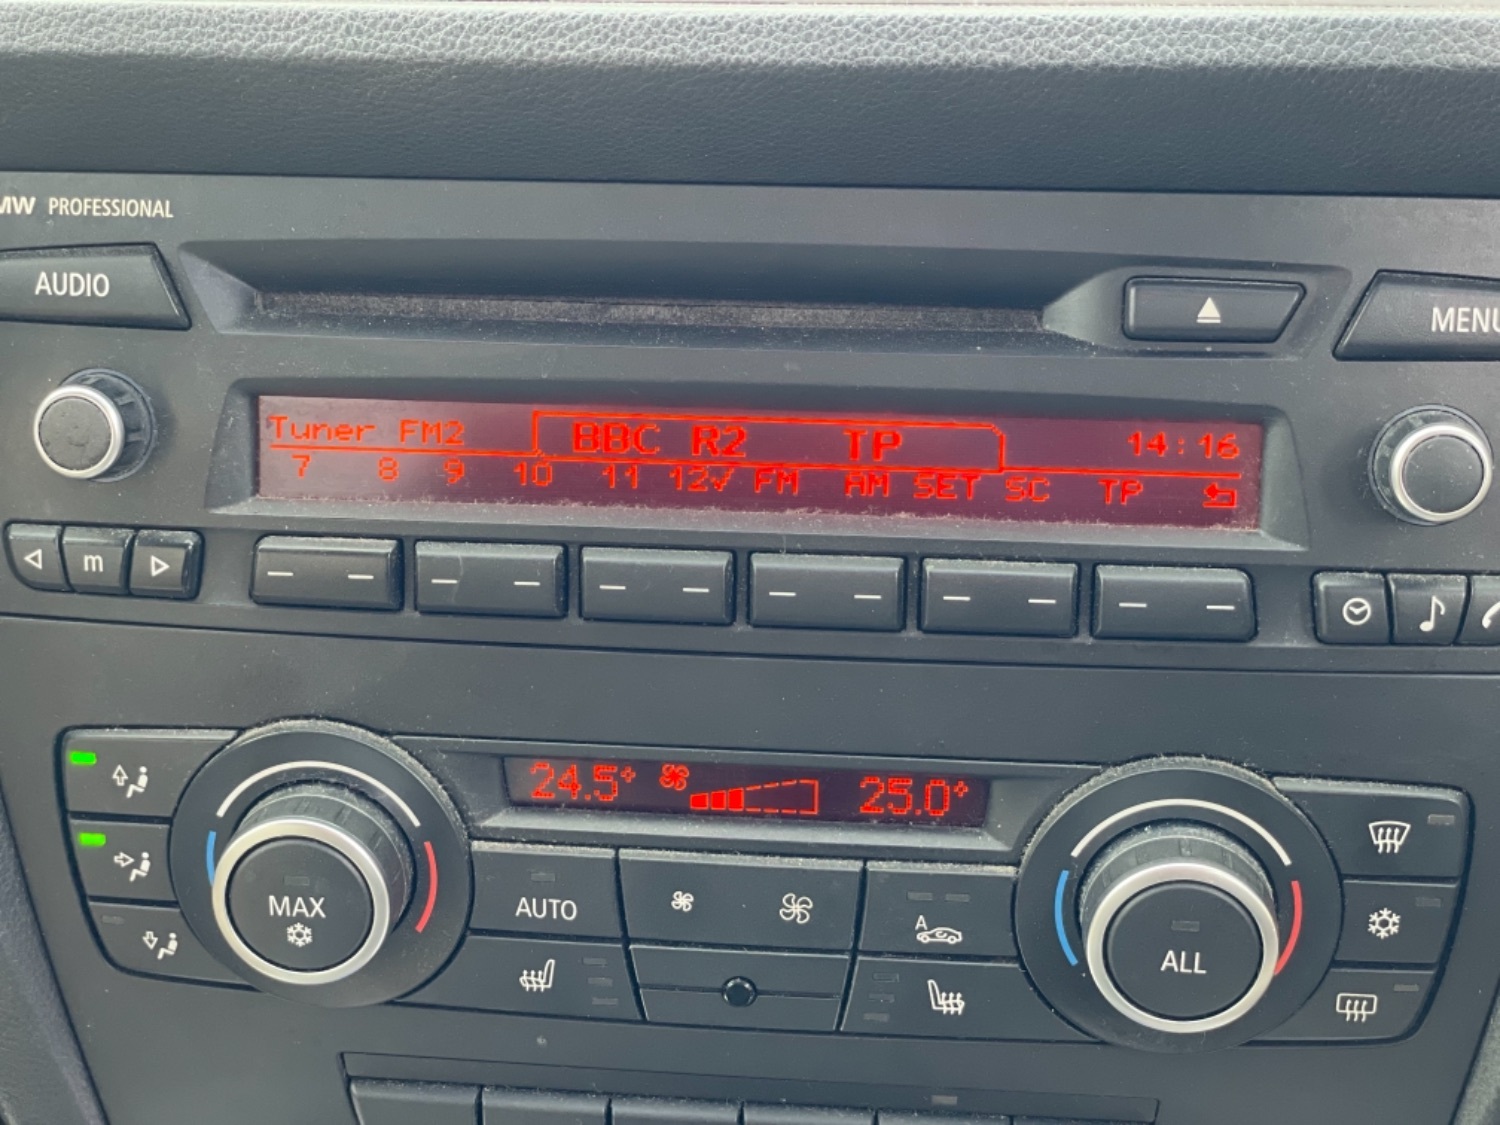 MW PROFESSIONAL
AUDIO
MENU
Tuner FM2 BBC R2 TP 14:16
7 8 9 10 11 12✓ FM AM SET SC TP
m
24.5° 25.0°
MAX
AUTO
A
ALL